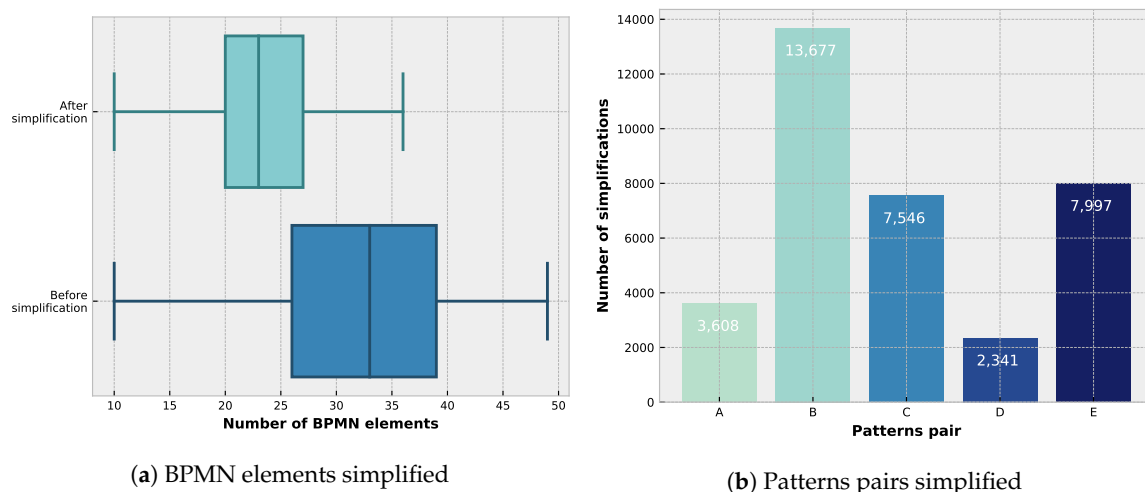 After
simplification
Before
simplification
10 15 20 25 30 35 40 45 50
Number of BPMN elements
(a) BPMN elements simplified
14000
12000
10000
8000
6000
4000
2000
0
Number of simplifications
3,608
13,677
7,546
2,341
7,997
A B C D E
Patterns pair
(b) Patterns pairs simplified